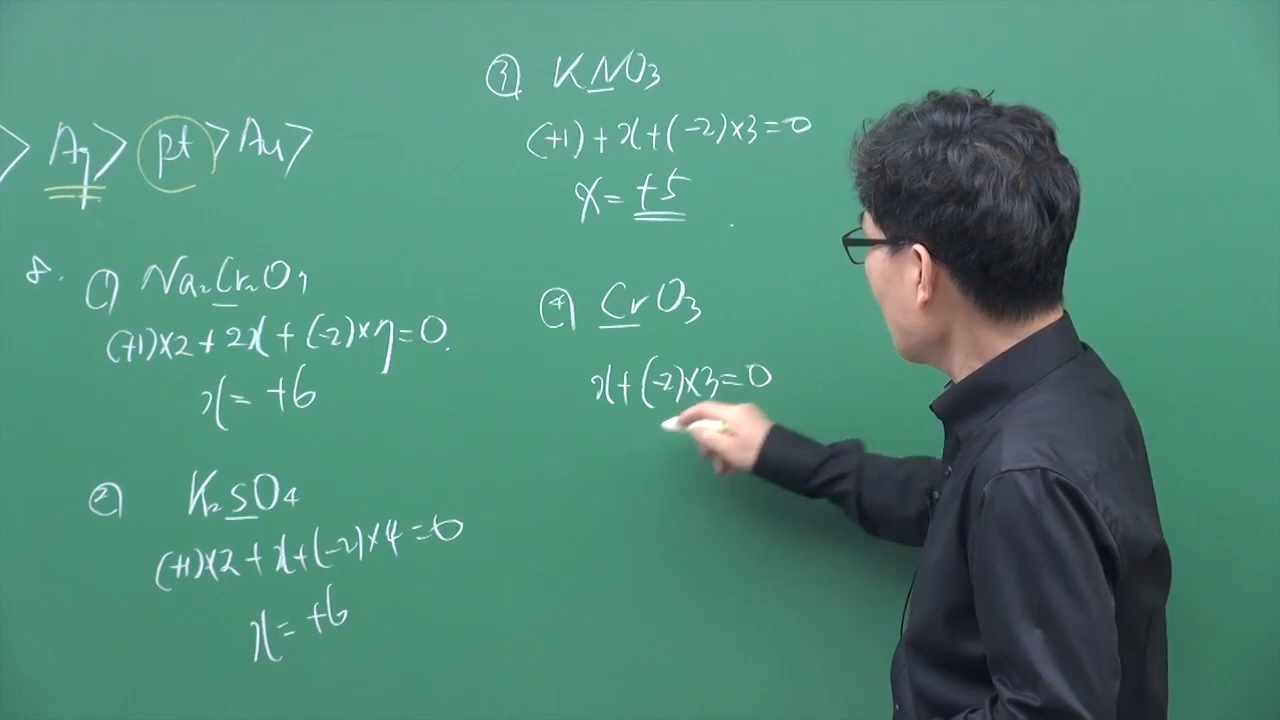 > Ag > pt > Au >
8. ① Na₂Cr₂O₇
(+1)×2 + 2x + (-2)×7 = 0.
x = +6
② K₂SO₄
(+1)×2 + x + (-2)×4 = 0
x = +6
③ KNO₃
(+1) + x + (-2)×3 = 0
x = +5
④ CrO₃
x + (-2)×3 = 0